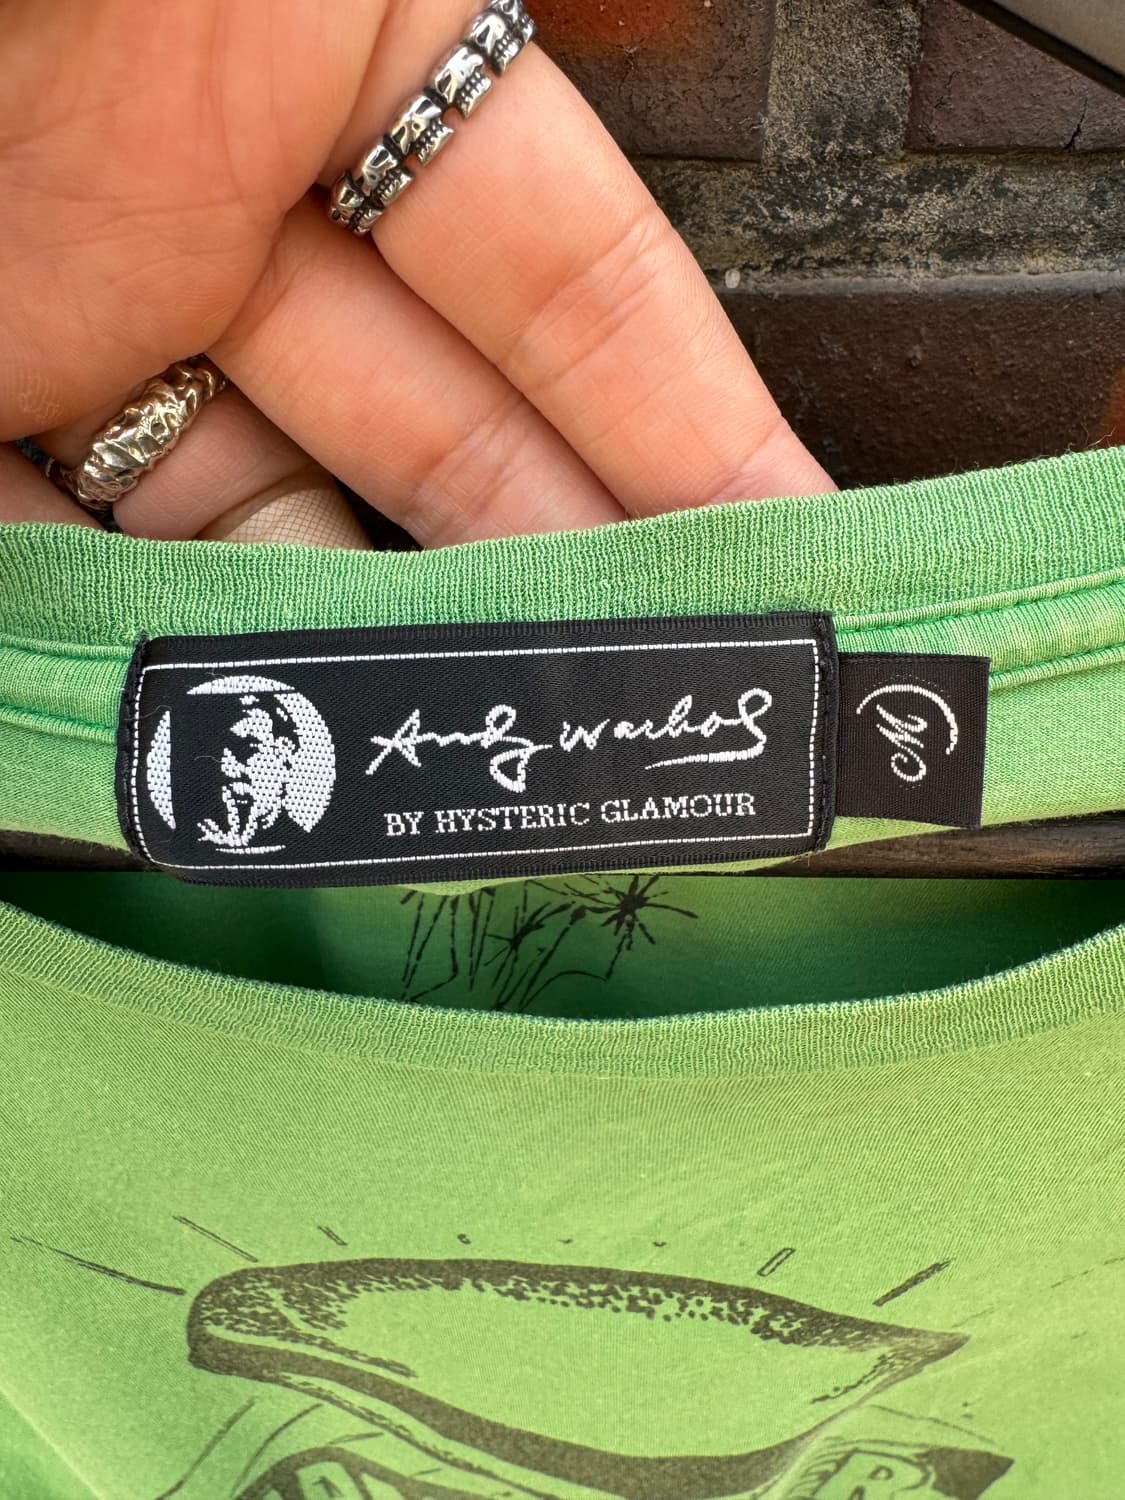 Andy Warhol
BY HYSTERIC GLAMOUR
M